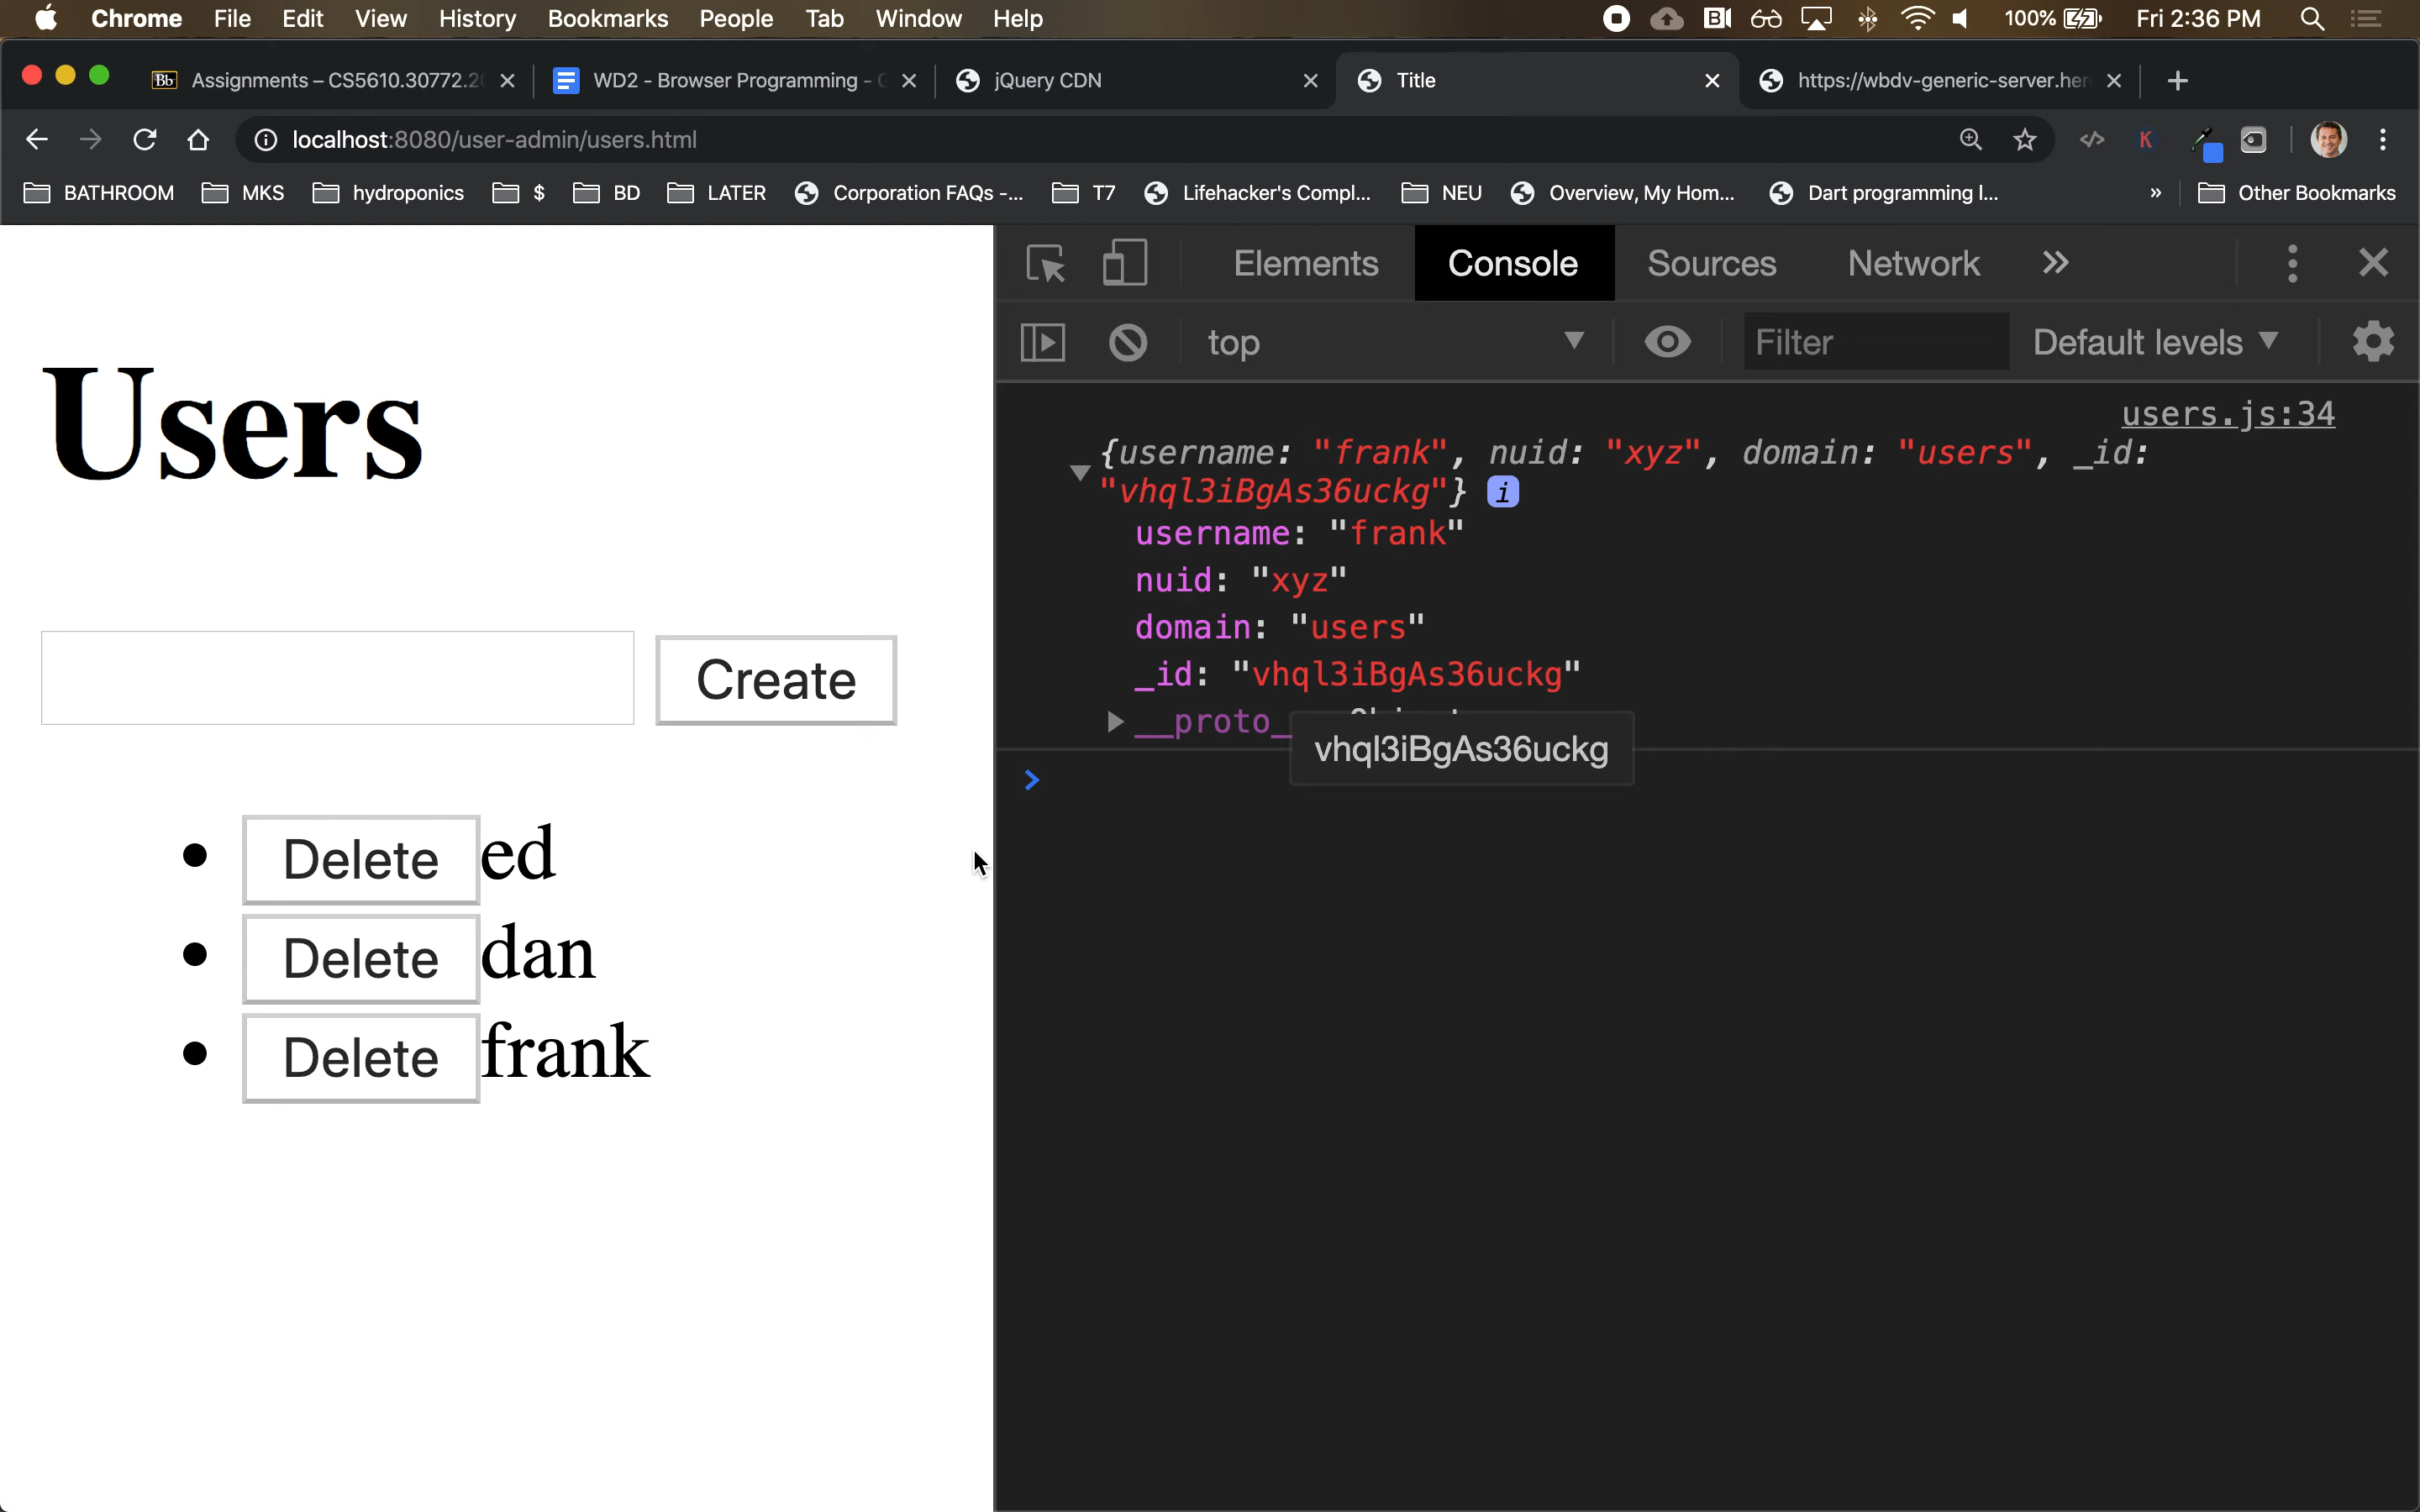 Chrome File Edit View History Bookmarks People Tab Window Help 100% Fri 2:36 PM
Bb Assignments – CS5610.30772.20 WD2 - Browser Programming - G jQuery CDN Title https://wbdv-generic-server.her
localhost:8080/user-admin/users.html K
BATHROOM MKS hydroponics $ BD LATER Corporation FAQs -... T7 Lifehacker's Compl... NEU Overview, My Hom... Dart programming l... » Other Bookmarks
Elements Console Sources Network »
top Filter Default levels
users.js:34
{username: "frank", nuid: "xyz", domain: "users", _id:
"vhql3iBgAs36uckg"} i
username: "frank"
nuid: "xyz"
domain: "users"
_id: "vhql3iBgAs36uckg"
__proto_
vhql3iBgAs36uckg
Users
Create
Delete ed
Delete dan
Delete frank